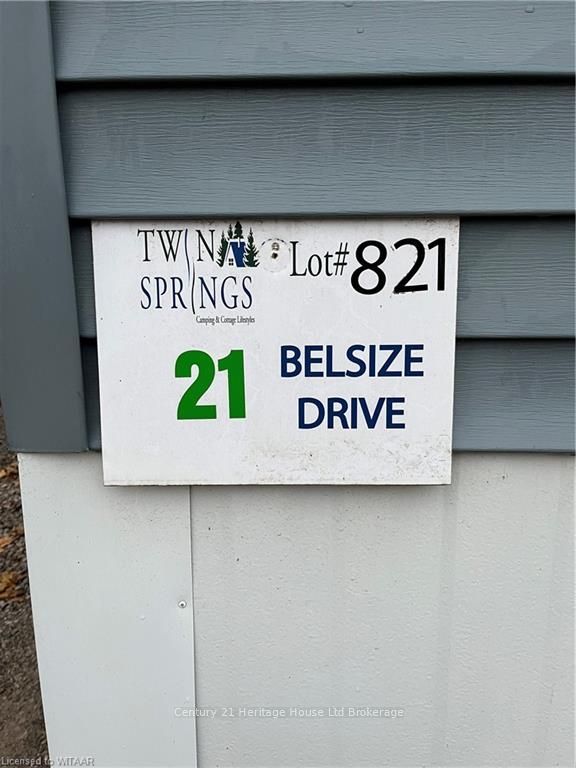 TWIN
SPRINGS
Camping & Cottage Lifestyles
Lot# 821
21
BELSIZE
DRIVE
Century 21 Heritage House Ltd Brokerage
Licensed to WITAAR